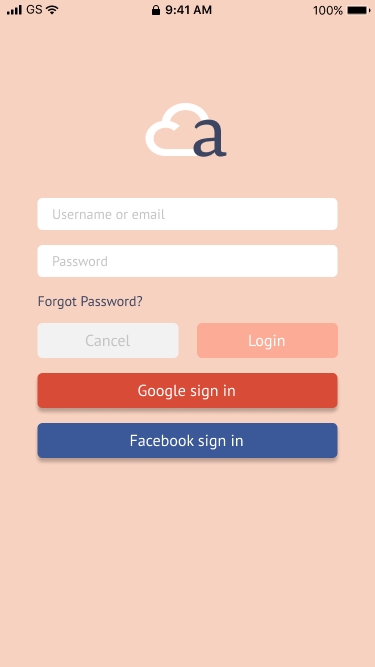 GS 9:41 AM 100%
a
Username or email
Password
Forgot Password?
Cancel Login
Google sign in
Facebook sign in